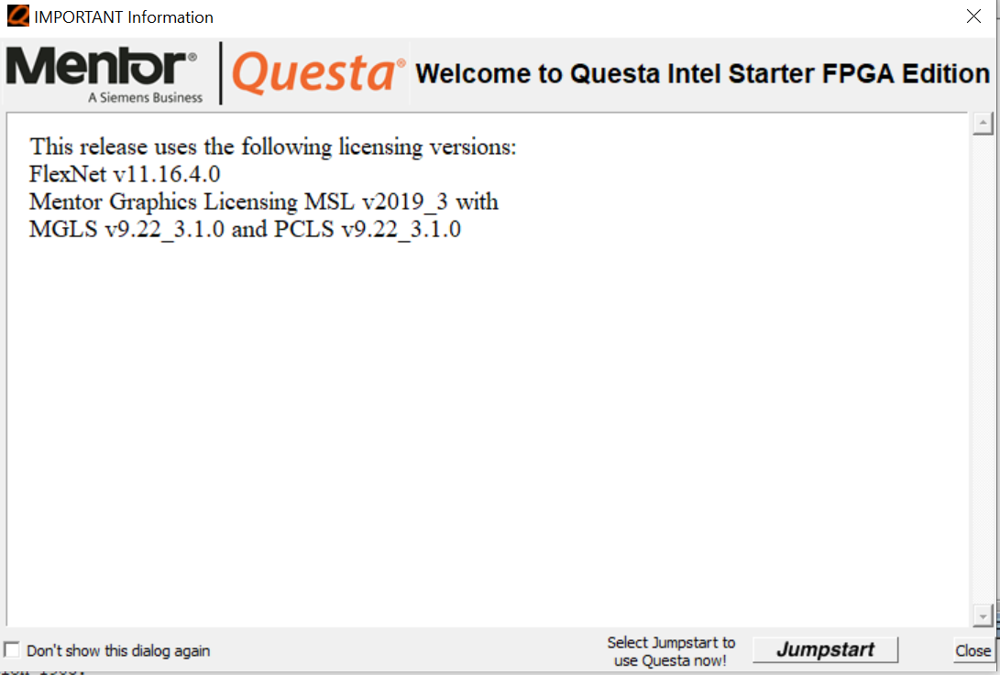 IMPORTANT Information
Mentor®
A Siemens Business
Questa®
Welcome to Questa Intel Starter FPGA Edition
This release uses the following licensing versions:
FlexNet v11.16.4.0
Mentor Graphics Licensing MSL v2019_3 with
MGLS v9.22_3.1.0 and PCLS v9.22_3.1.0
Don't show this dialog again
Select Jumpstart to
use Questa now!
Jumpstart
Close